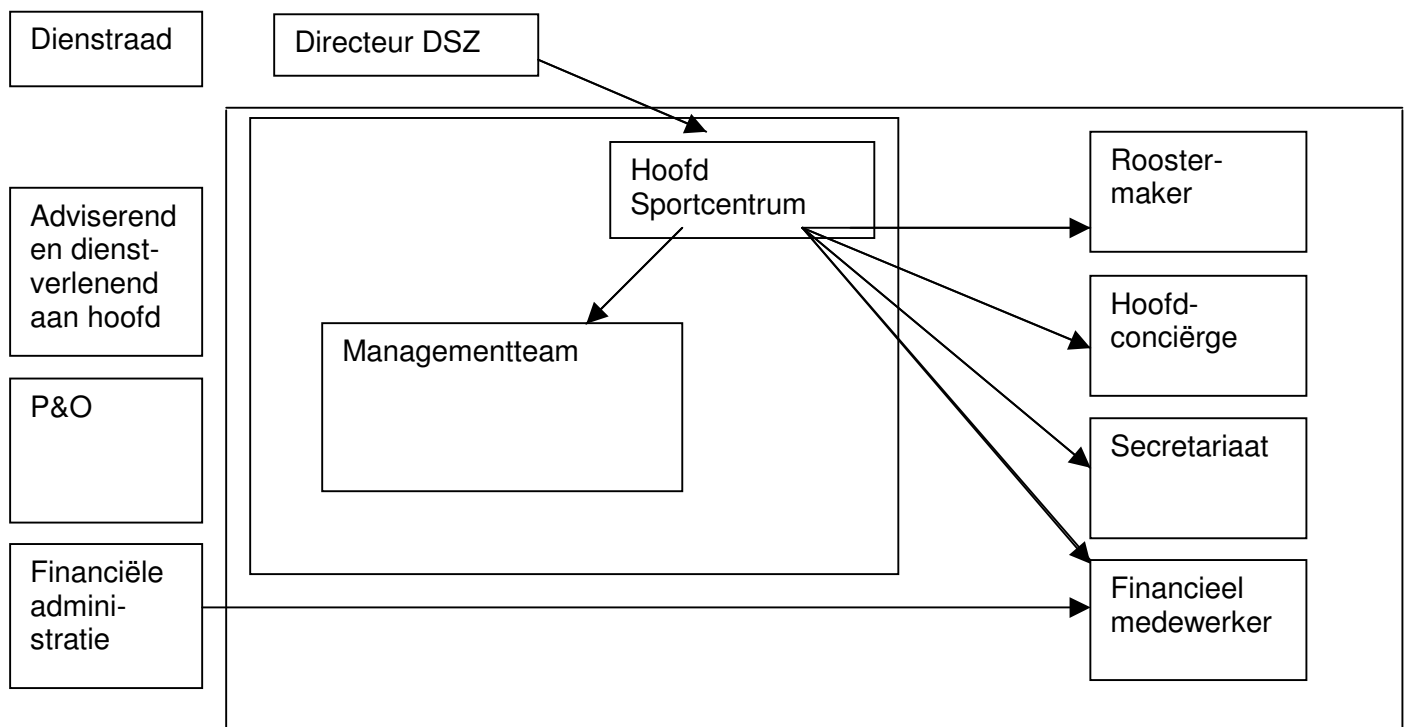 Dienstraad
Directeur DSZ
Hoofd
Sportcentrum
Rooster-
maker
Adviserend
en dienst-
verlenend
aan hoofd
Hoofd-
conciërge
Managementteam
P&O
Secretariaat
Financiële
admini-
stratie
Financieel
medewerker